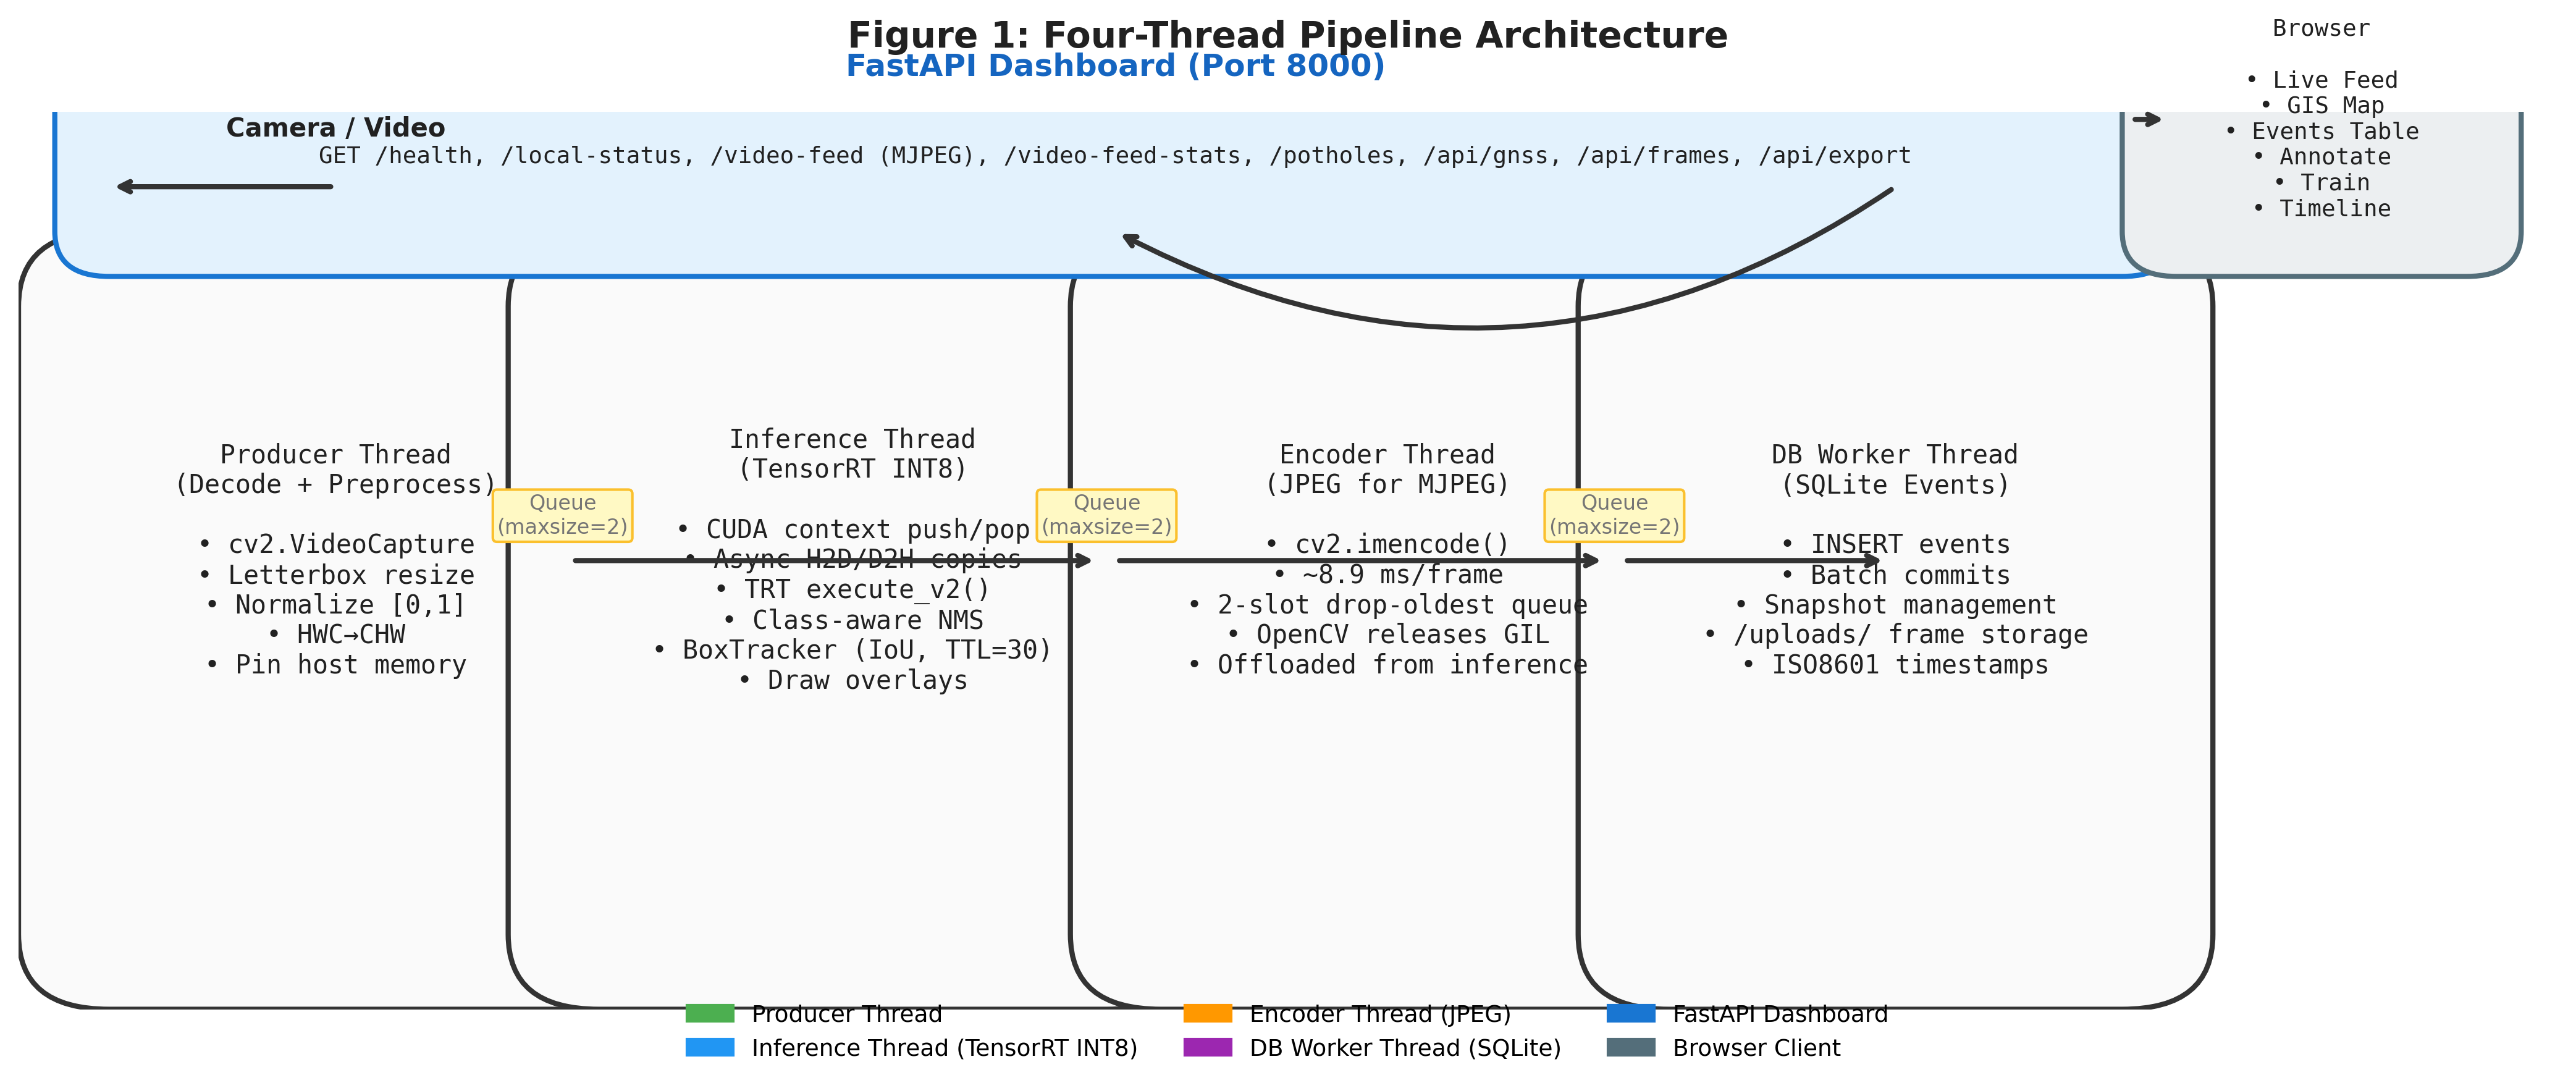 Figure 1: Four-Thread Pipeline Architecture
FastAPI Dashboard (Port 8000)
Camera / Video
GET /health, /local-status, /video-feed (MJPEG), /video-feed-stats, /potholes, /api/gnss, /api/frames, /api/export
Browser
• Live Feed
• GIS Map
• Events Table
• Annotate
• Train
• Timeline
Producer Thread
(Decode + Preprocess)
• cv2.VideoCapture
• Letterbox resize
• Normalize [0,1]
• HWC→CHW
• Pin host memory
Queue
(maxsize=2)
Inference Thread
(TensorRT INT8)
• CUDA context push/pop
• Async H2D/D2H copies
• TRT execute_v2()
• Class-aware NMS
• BoxTracker (IoU, TTL=30)
• Draw overlays
Queue
(maxsize=2)
Encoder Thread
(JPEG for MJPEG)
• cv2.imencode()
• ~8.9 ms/frame
• 2-slot drop-oldest queue
• OpenCV releases GIL
• Offloaded from inference
Queue
(maxsize=2)
DB Worker Thread
(SQLite Events)
• INSERT events
• Batch commits
• Snapshot management
• /uploads/ frame storage
• ISO8601 timestamps
Producer Thread
Inference Thread (TensorRT INT8)
Encoder Thread (JPEG)
DB Worker Thread (SQLite)
FastAPI Dashboard
Browser Client